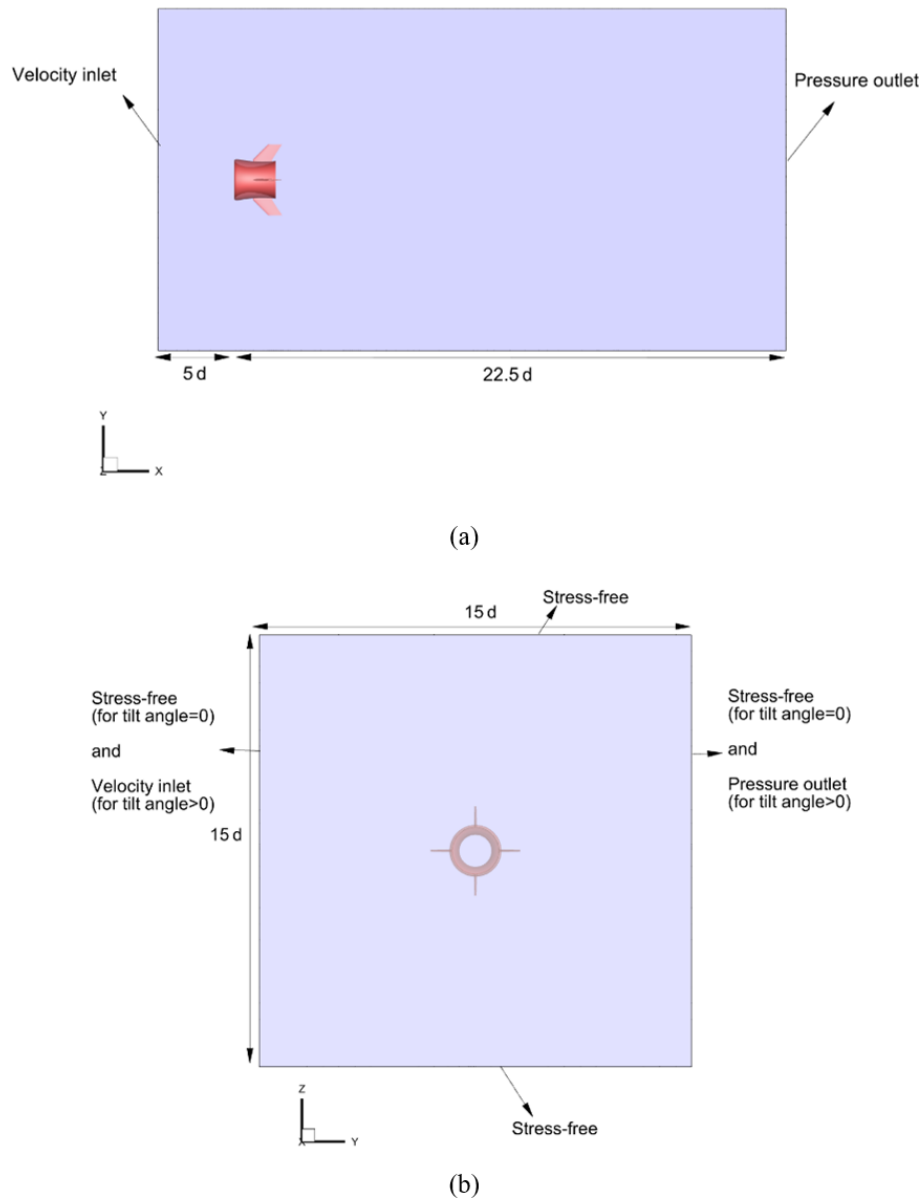 Velocity inlet
Pressure outlet
5 d
22.5 d
Y
Z
X
(a)
Stress-free
15 d
Stress-free
(for tilt angle=0)
and
Velocity inlet
(for tilt angle>0)
Stress-free
(for tilt angle=0)
and
Pressure outlet
(for tilt angle>0)
15 d
Z
X
Y
Stress-free
(b)